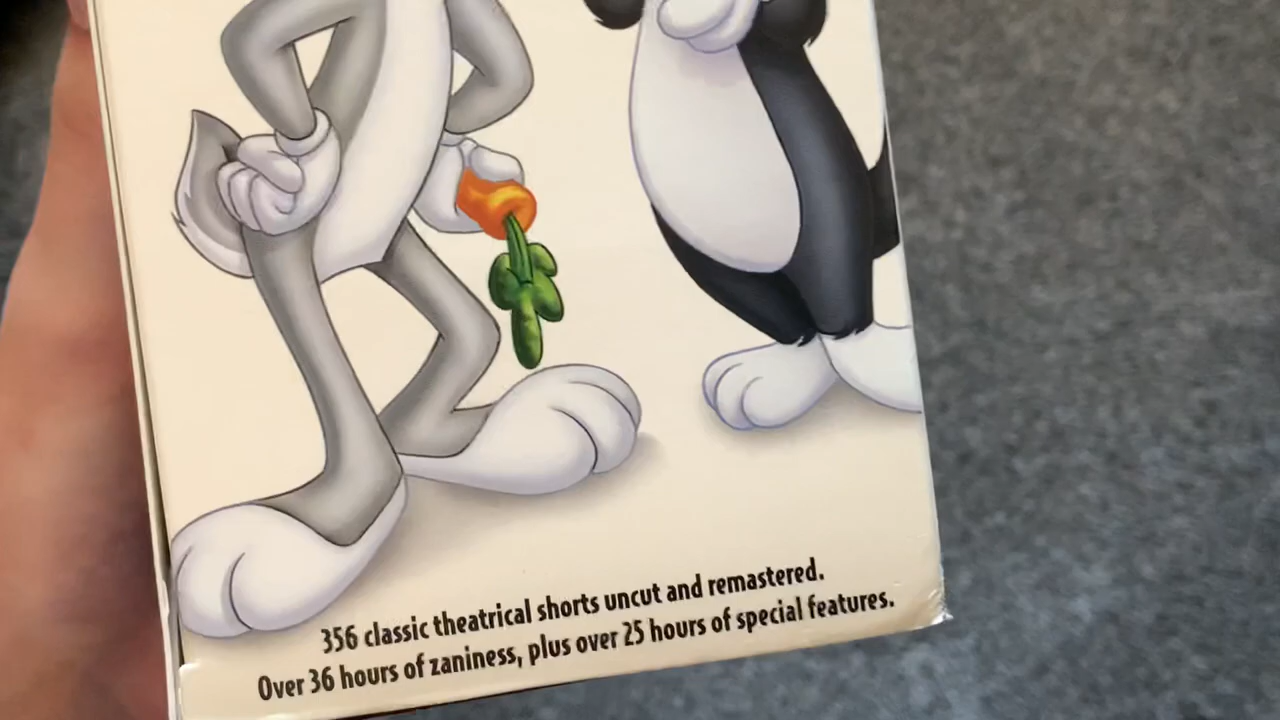 356 classic theatrical shorts uncut and remastered.
Over 36 hours of zaniness, plus over 25 hours of special features.